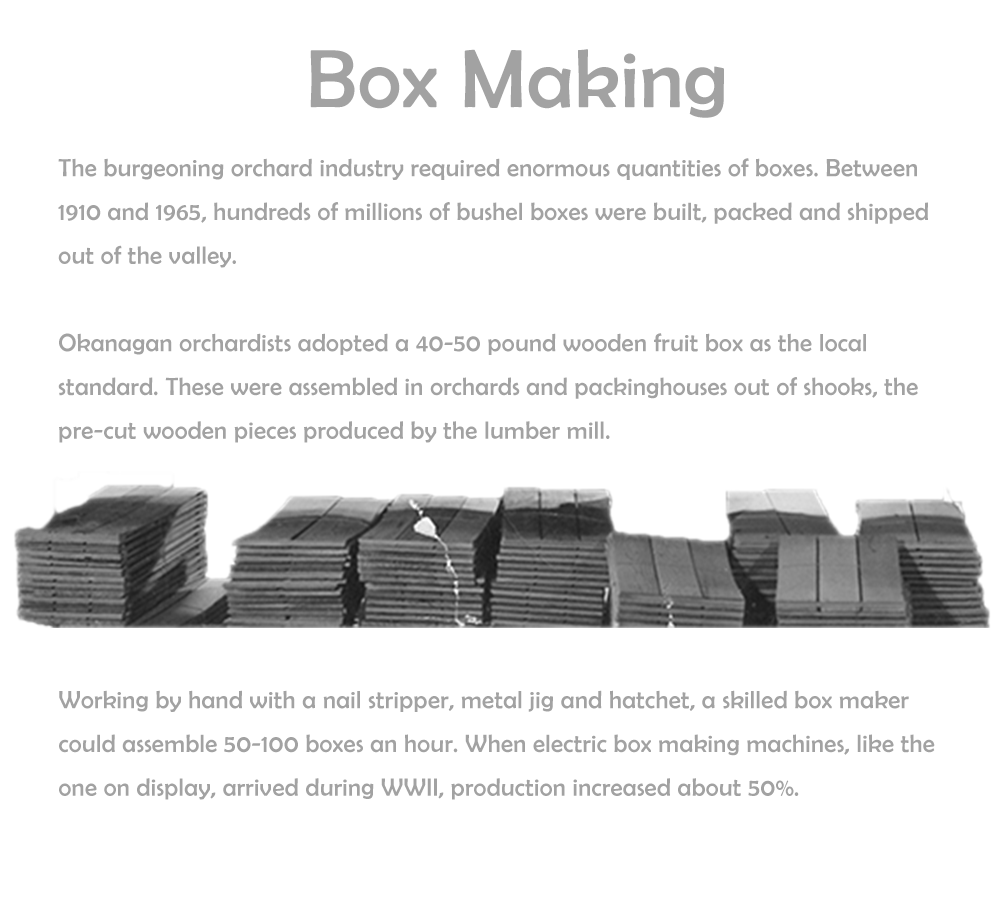 Box Making
The burgeoning orchard industry required enormous quantities of boxes. Between
1910 and 1965, hundreds of millions of bushel boxes were built, packed and shipped
out of the valley.
Okanagan orchardists adopted a 40-50 pound wooden fruit box as the local
standard. These were assembled in orchards and packinghouses out of shooks, the
pre-cut wooden pieces produced by the lumber mill.
Working by hand with a nail stripper, metal jig and hatchet, a skilled box maker
could assemble 50-100 boxes an hour. When electric box making machines, like the
one on display, arrived during WWII, production increased about 50%.